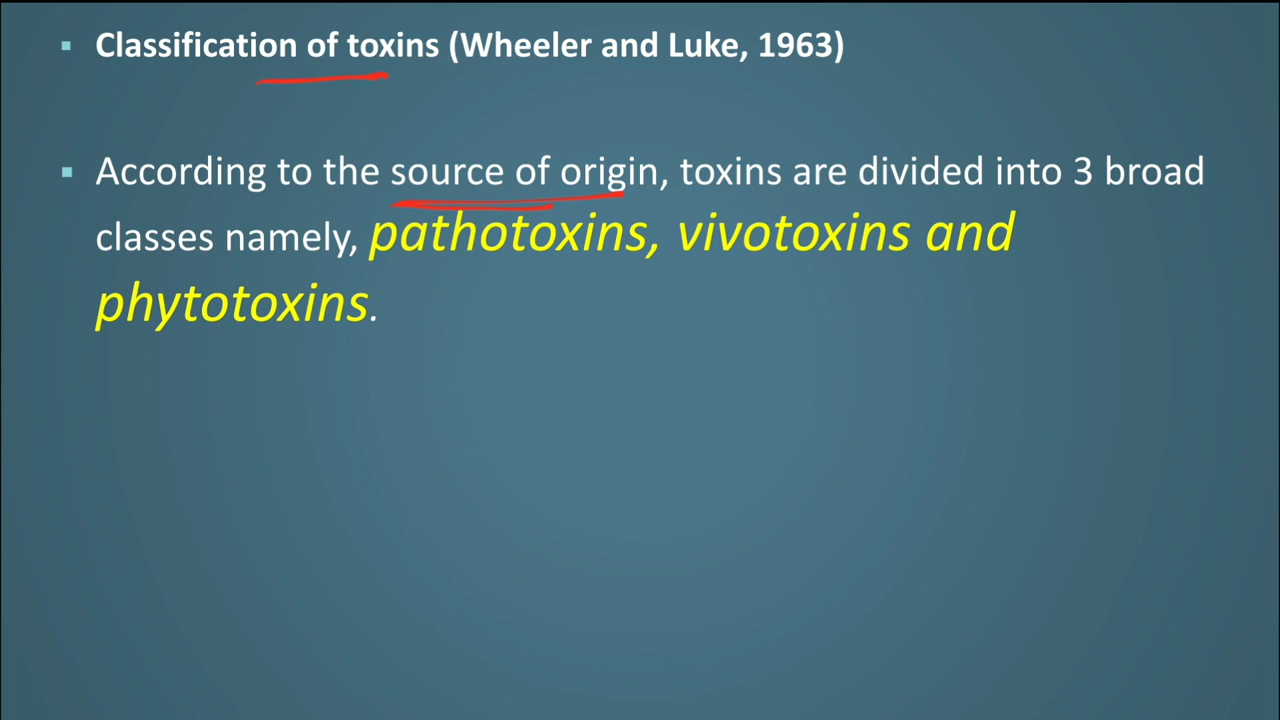 ▪ Classification of toxins (Wheeler and Luke, 1963)
▪ According to the source of origin, toxins are divided into 3 broad
classes namely, pathotoxins, vivotoxins and
phytotoxins.